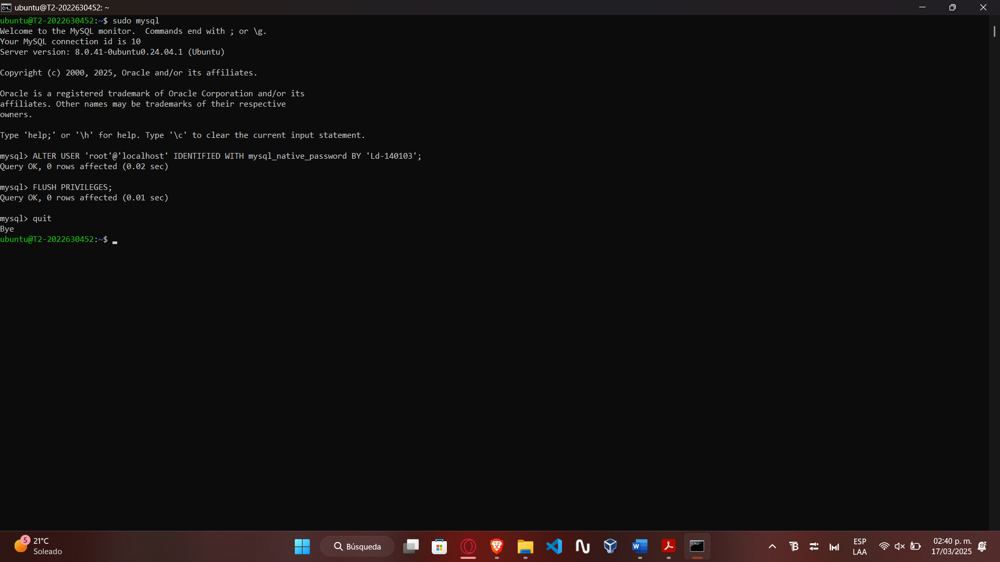 ubuntu@T2-2022630452: ~
ubuntu@T2-2022630452:~$ sudo mysql
Welcome to the MySQL monitor.  Commands end with ; or \g.
Your MySQL connection id is 10
Server version: 8.0.41-0ubuntu0.24.04.1 (Ubuntu)
Copyright (c) 2000, 2025, Oracle and/or its affiliates.
Oracle is a registered trademark of Oracle Corporation and/or its
affiliates. Other names may be trademarks of their respective
owners.
Type 'help;' or '\h' for help. Type '\c' to clear the current input statement.
mysql> ALTER USER 'root'@'localhost' IDENTIFIED WITH mysql_native_password BY 'Ld-140103';
Query OK, 0 rows affected (0.02 sec)
mysql> FLUSH PRIVILEGES;
Query OK, 0 rows affected (0.01 sec)
mysql> quit
Bye
ubuntu@T2-2022630452:~$
5
21°C
Soleado
Búsqueda
ESP
LAA
02:40 p. m.
17/03/2025